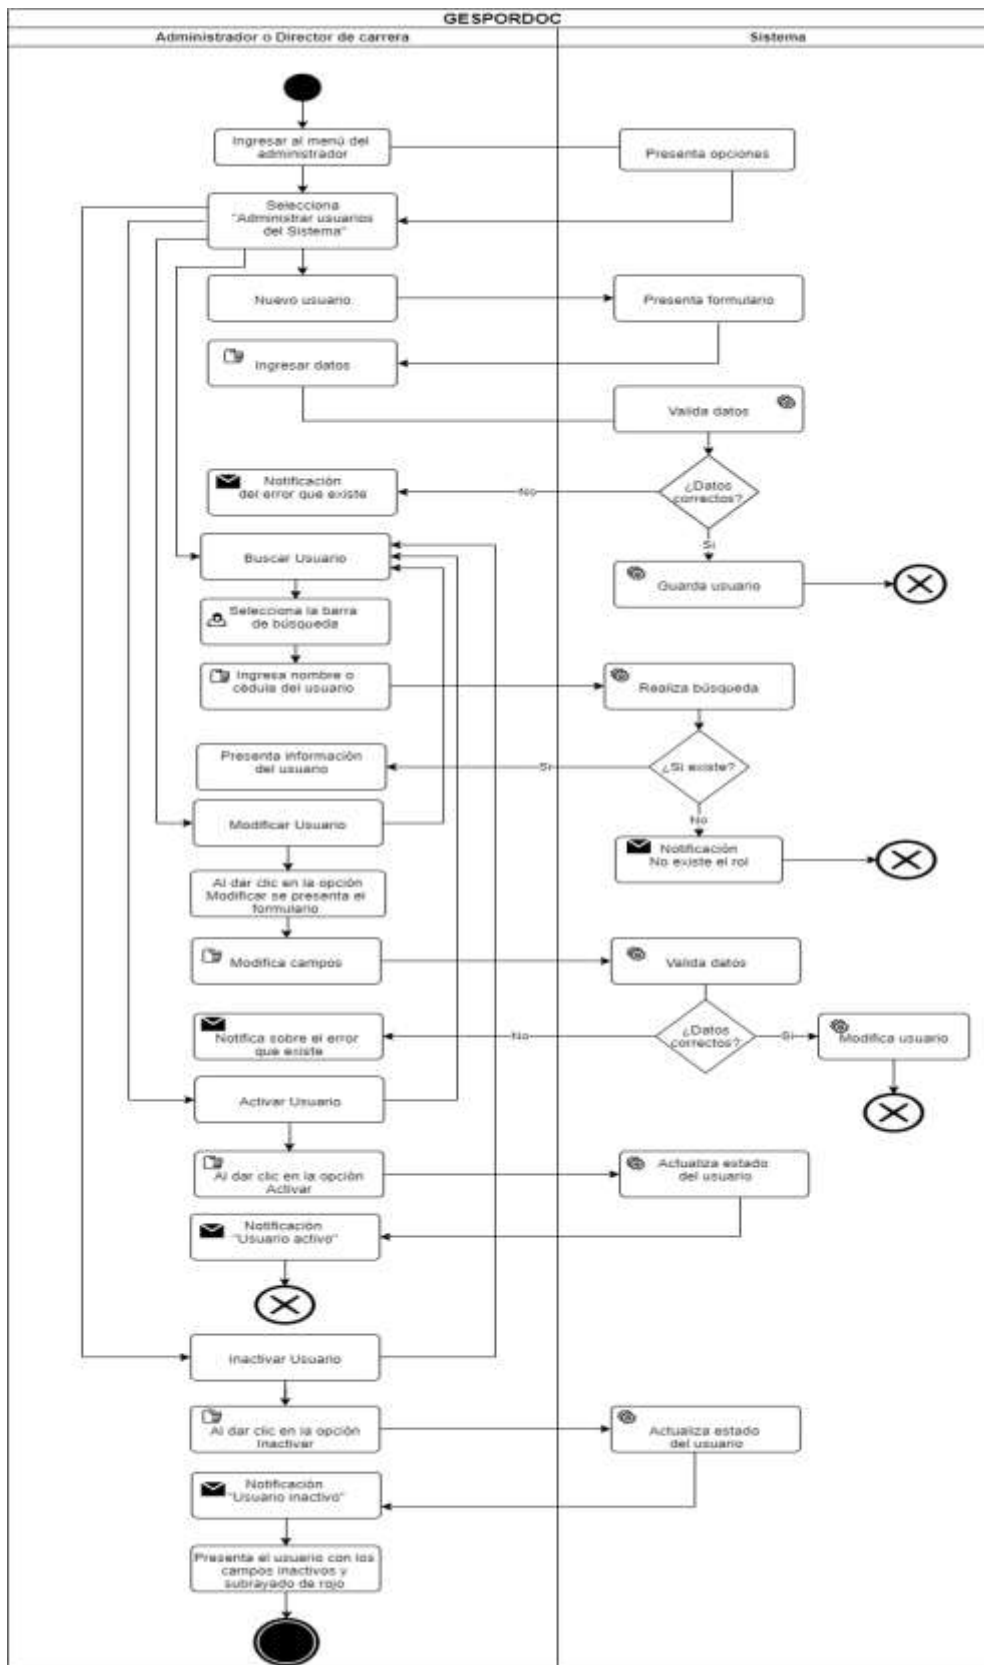 GESPORDOC
Administrador o Director de carrera
Sistema
Ingresar al menú del
administrador
Presenta opciones
Selecciona
"Administrar usuarios
del Sistema"
Nuevo usuario
Presenta formulario
Ingresar datos
Valida datos
¿Datos
correctos?
No
Notificación
del error que existe
Si
Buscar Usuario
Guarda usuario
Selecciona la barra
de búsqueda
Ingresa nombre o
cédula del usuario
Realiza búsqueda
¿Si existe?
Si
Presenta información
del usuario
No
Modificar Usuario
Notificación
No existe el rol
Al dar clic en la opción
Modificar se presenta el
formulario
Modifica campos
Valida datos
¿Datos
correctos?
No
Si
Notifica sobre el error
que existe
Modifica usuario
Activar Usuario
Al dar clic en la opción
Activar
Actualiza estado
del usuario
Notificación
"Usuario activo"
Inactivar Usuario
Al dar clic en la opción
Inactivar
Actualiza estado
del usuario
Notificación
"Usuario inactivo"
Presenta el usuario con los
campos inactivos y
subrayado de rojo